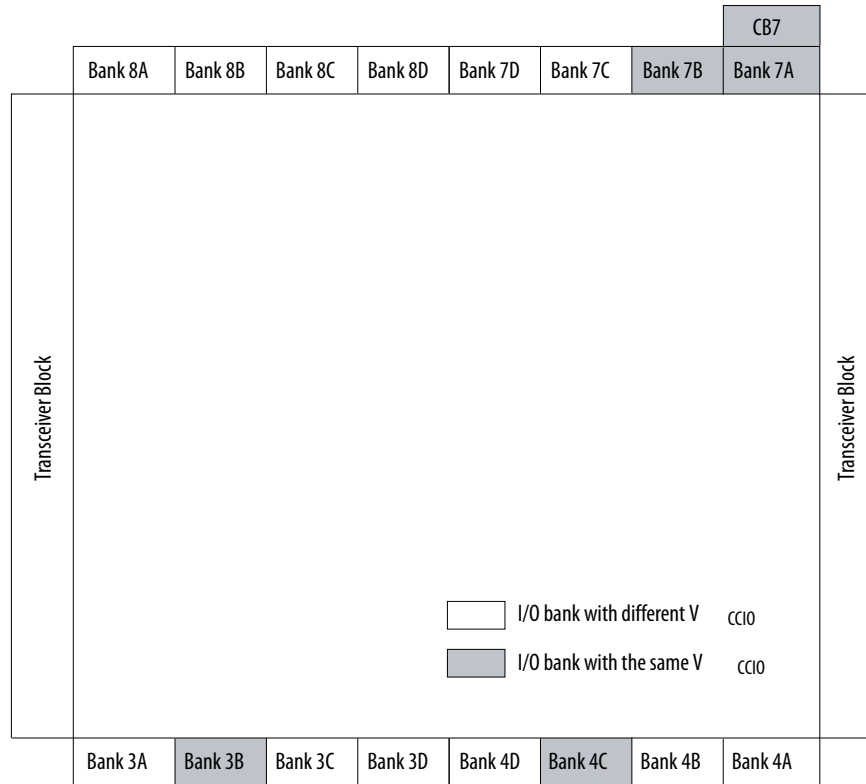 CB7
Bank 8A Bank 8B Bank 8C Bank 8D Bank 7D Bank 7C Bank 7B Bank 7A
Transceiver Block
Transceiver Block
I/O bank with different V CCIO
I/O bank with the same V CCIO
Bank 3A Bank 3B Bank 3C Bank 3D Bank 4D Bank 4C Bank 4B Bank 4A